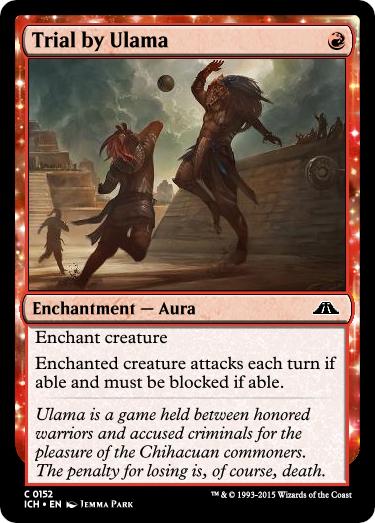 Trial by Ulama
Enchantment — Aura
Enchant creature
Enchanted creature attacks each turn if
able and must be blocked if able.
Ulama is a game held between honored
warriors and accused criminals for the
pleasure of the Chihacuan commoners.
The penalty for losing is, of course, death.
C 0152
ICH • EN Jemma Park
™ & © 1993-2015 Wizards of the Coast